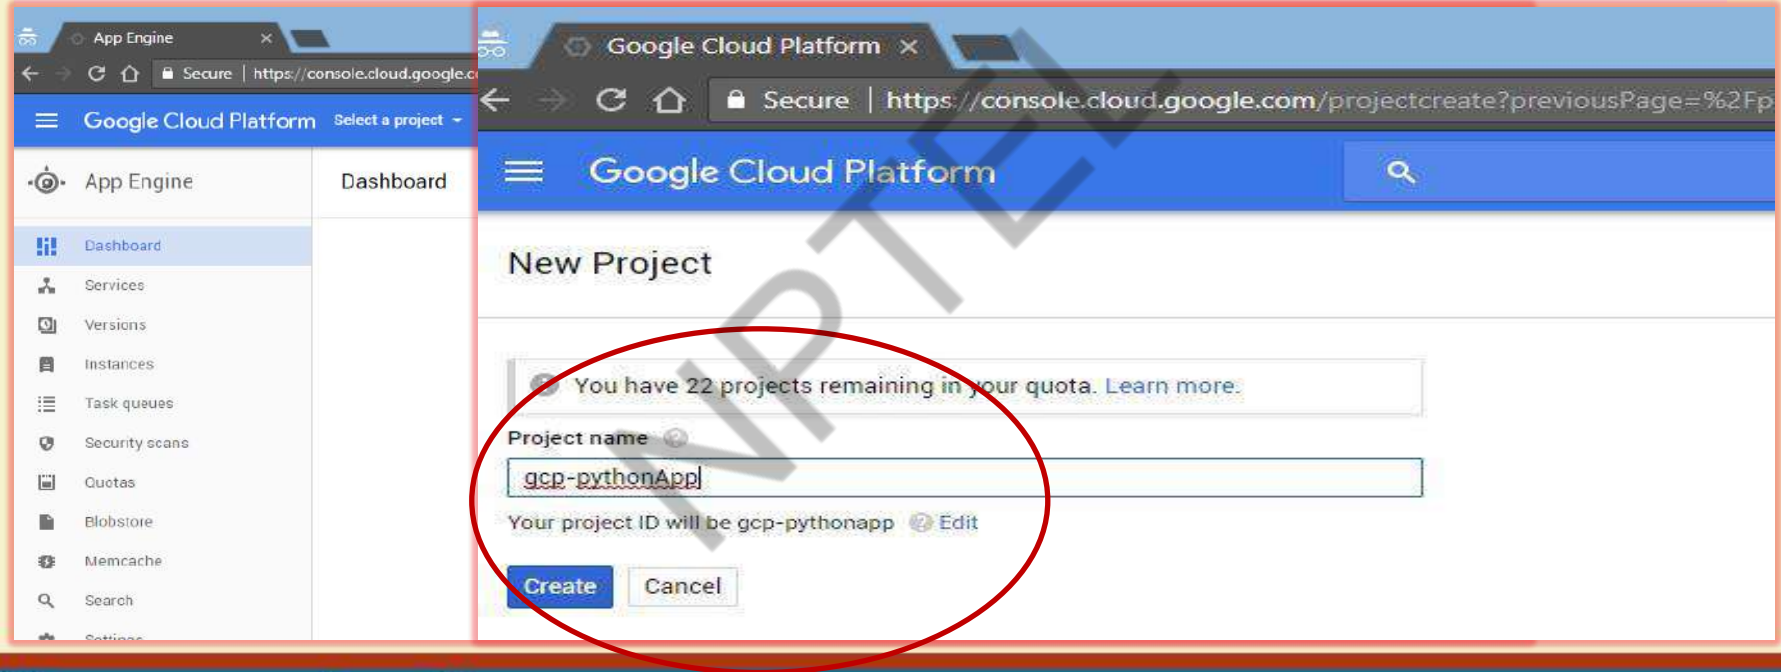 App Engine
Secure | https://console.cloud.google.c
Google Cloud Platform Select a project
App Engine
Dashboard
Dashboard
Services
Versions
Instances
Task queues
Security scans
Quotas
Blobstore
Memcache
Search
Settings
Google Cloud Platform
Secure | https://console.cloud.google.com/projectcreate?previousPage=%2Fp
Google Cloud Platform
New Project
You have 22 projects remaining in your quota. Learn more.
Project name
gcp-pythonApp
Your project ID will be gcp-pythonapp Edit
Create Cancel
NPTEL